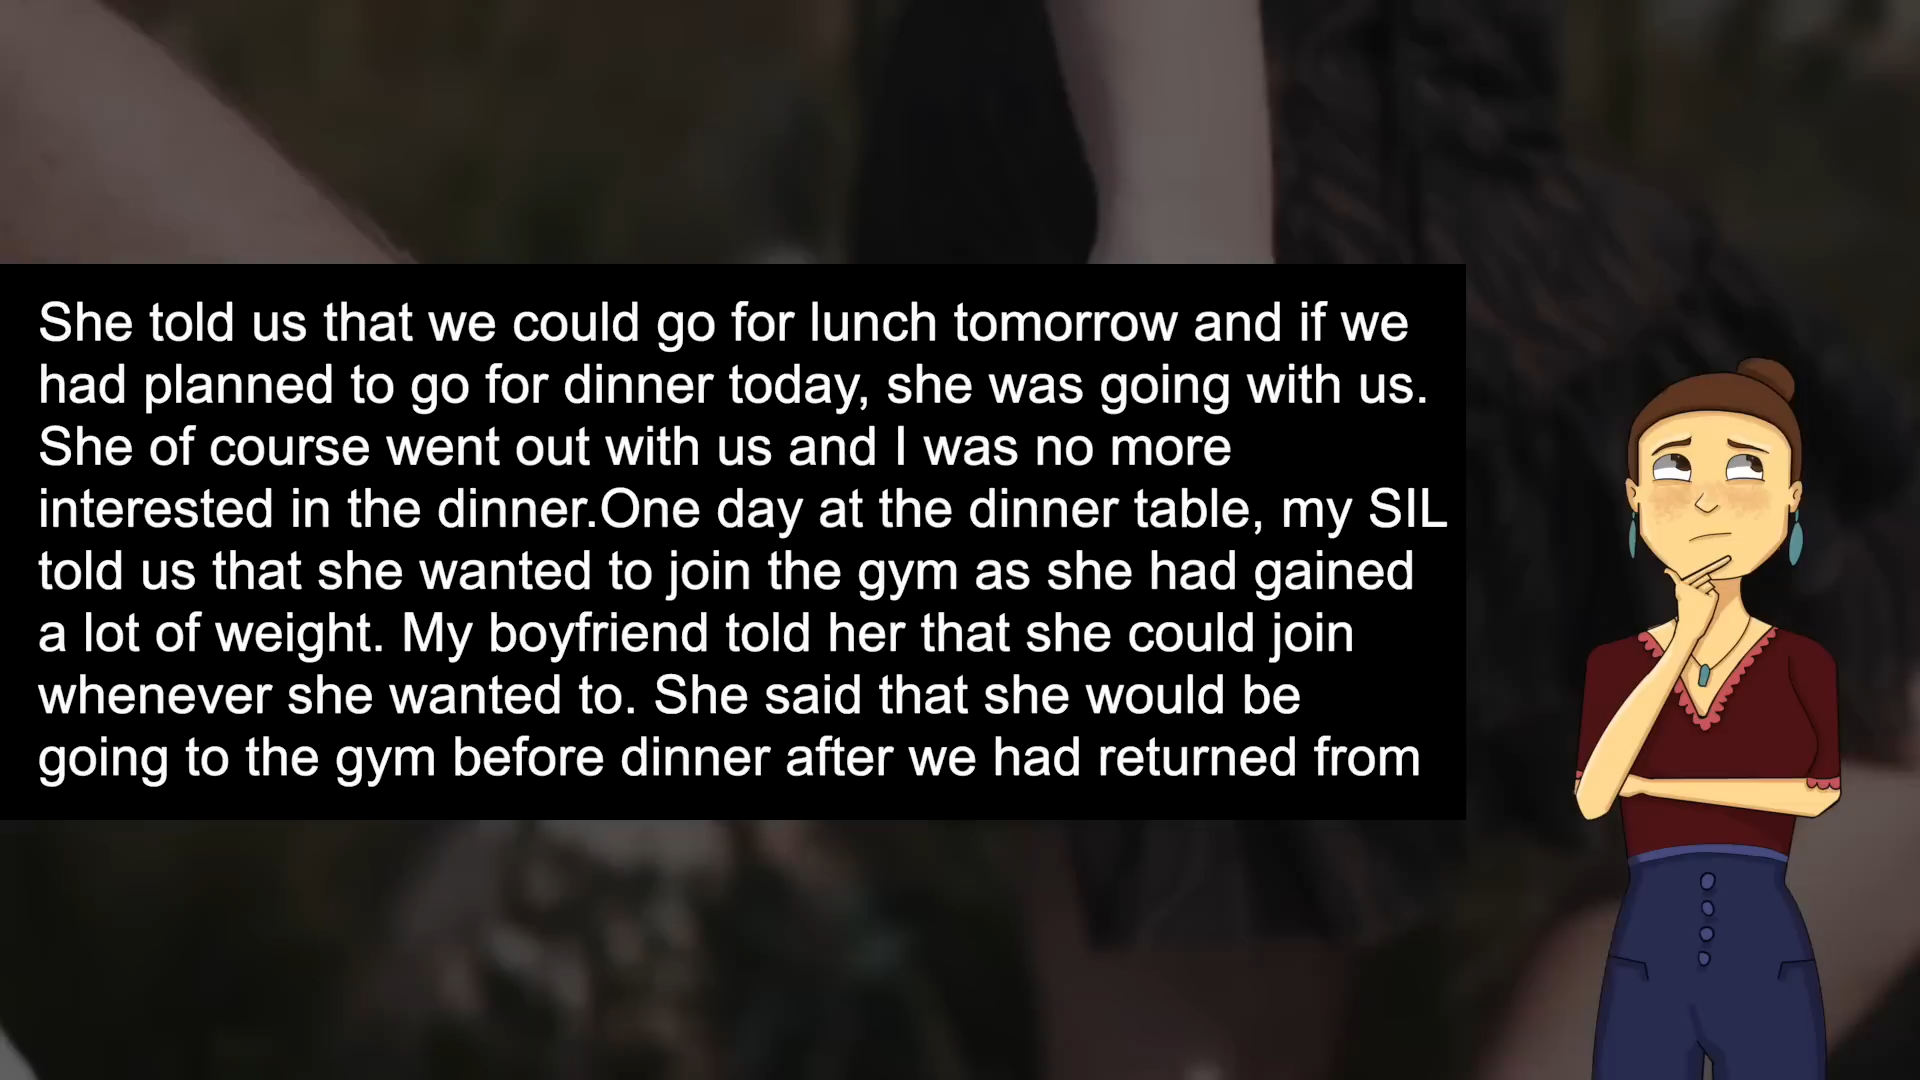 She told us that we could go for lunch tomorrow and if we
had planned to go for dinner today, she was going with us.
She of course went out with us and I was no more
interested in the dinner.One day at the dinner table, my SIL
told us that she wanted to join the gym as she had gained
a lot of weight. My boyfriend told her that she could join
whenever she wanted to. She said that she would be
going to the gym before dinner after we had returned from